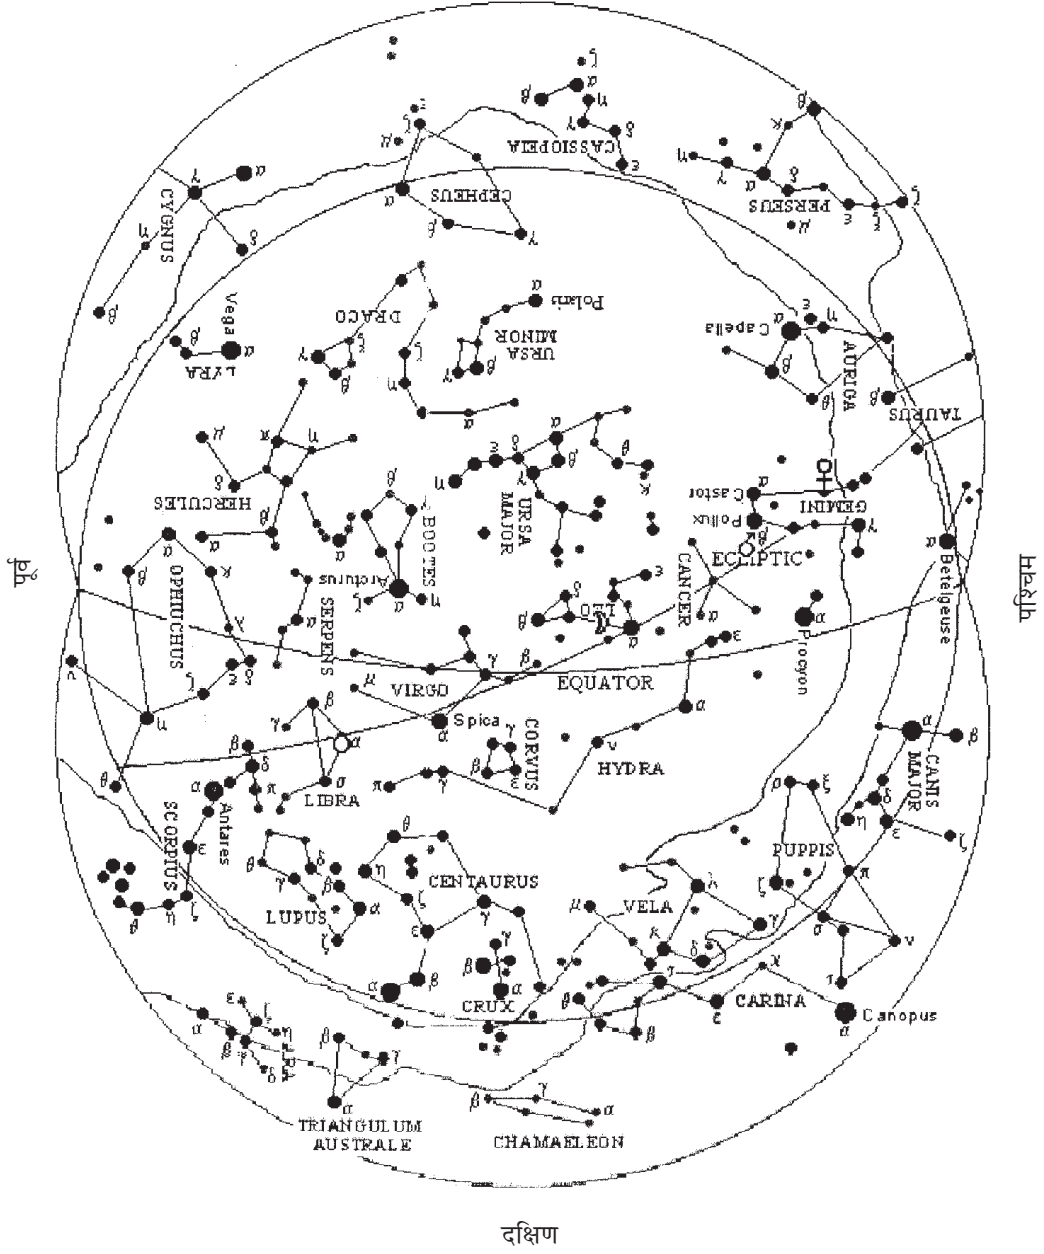 ζ
α
β
η
γ
δ
CASSIOPEIA
ε
β
κ
η
γ
α
δ
PERSEUS
ε
ξ
ζ
μ
ε
ζ
μ
α
CEPHEUS
β
γ
γ
α
CYGNUS
η
δ
β
Vega
β
α
LYRA
DRACO
γ
ξ
β
ζ
η
α
α
Polaris
URSA
MINOR
γ
β
ε
η
Capella
β
θ
AURIGA
β
TAURUS
μ
π
η
δ
HERCULES
β
α
α
β
κ
OPHIUCHUS
λ
ν
ζ
ε
δ
η
θ
SERPENS
α
β
γ
BOOTES
Arcturus
ζ
α
η
α
δ
ε
γ
β
η
θ
κ
URSA
MAJOR
α
Castor
Pollux
β
κ
♀
GEMINI
γ
ECLIPTIC
CANCER
α
α
Betelgeuse
α
Procyon
ε
β
LEO
α
पूर्व
पश्चिम
μ
VIRGO
γ
β
EQUATOR
Spica
α
ε
α
ν
HYDRA
γ
β
α
σ
LIBRA
β
δ
π
α
Antares
SCORPIUS
ε
ζ
η
θ
CORVUS
γ
β
ε
π
γ
α
β
CANIS
MAJOR
δ
η
ε
ζ
ρ
ξ
PUPPIS
ζ
π
σ
ν
τ
θ
δ
γ
β
LUPUS
α
ζ
θ
η
CENTAURUS
ζ
γ
ε
β
α
γ
β
α
CRUX
μ
VELA
λ
γ
κ
δ
ι
χ
θ
β
ε
CARINA
Canopus
α
α
ε
ζ
η
β
γ
δ
β
γ
α
TRIANGULUM
AUSTRALE
β
γ
α
CHAMAELEON
दक्षिण